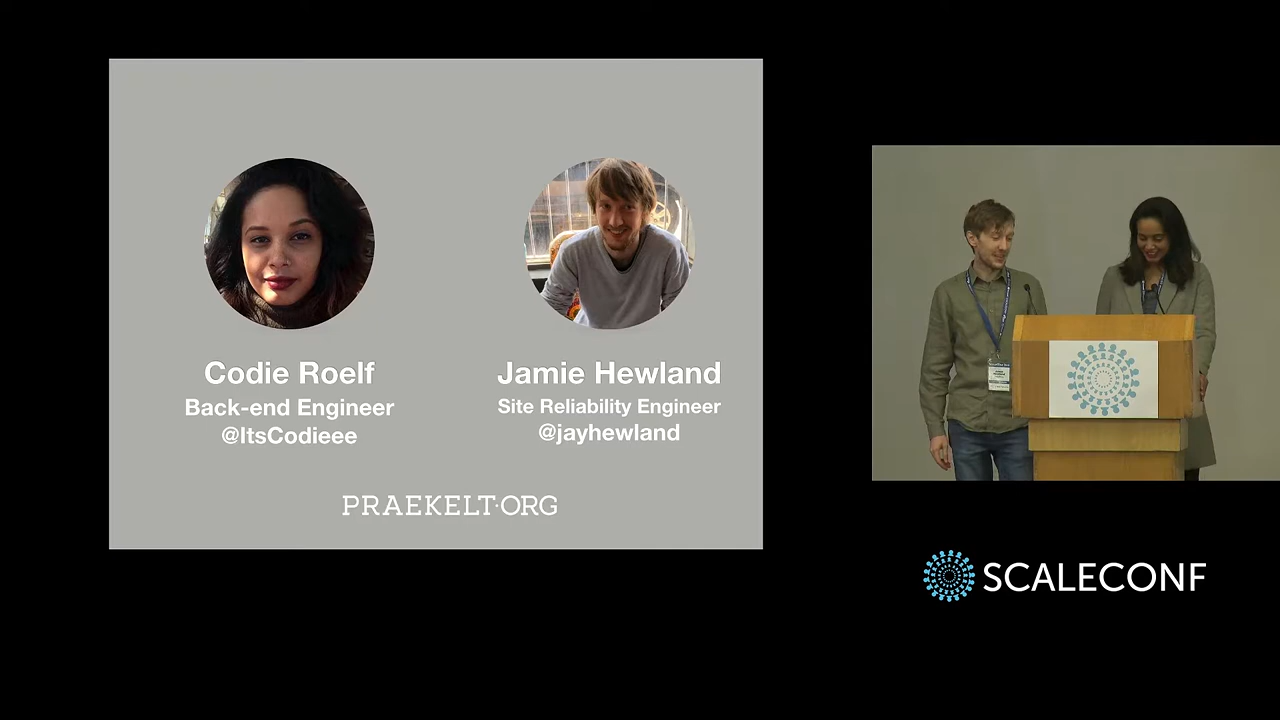 Codie Roelf
Back-end Engineer
@ItsCodieee
Jamie Hewland
Site Reliability Engineer
@jayhewland
PRAEKELT.ORG
SCALECONF